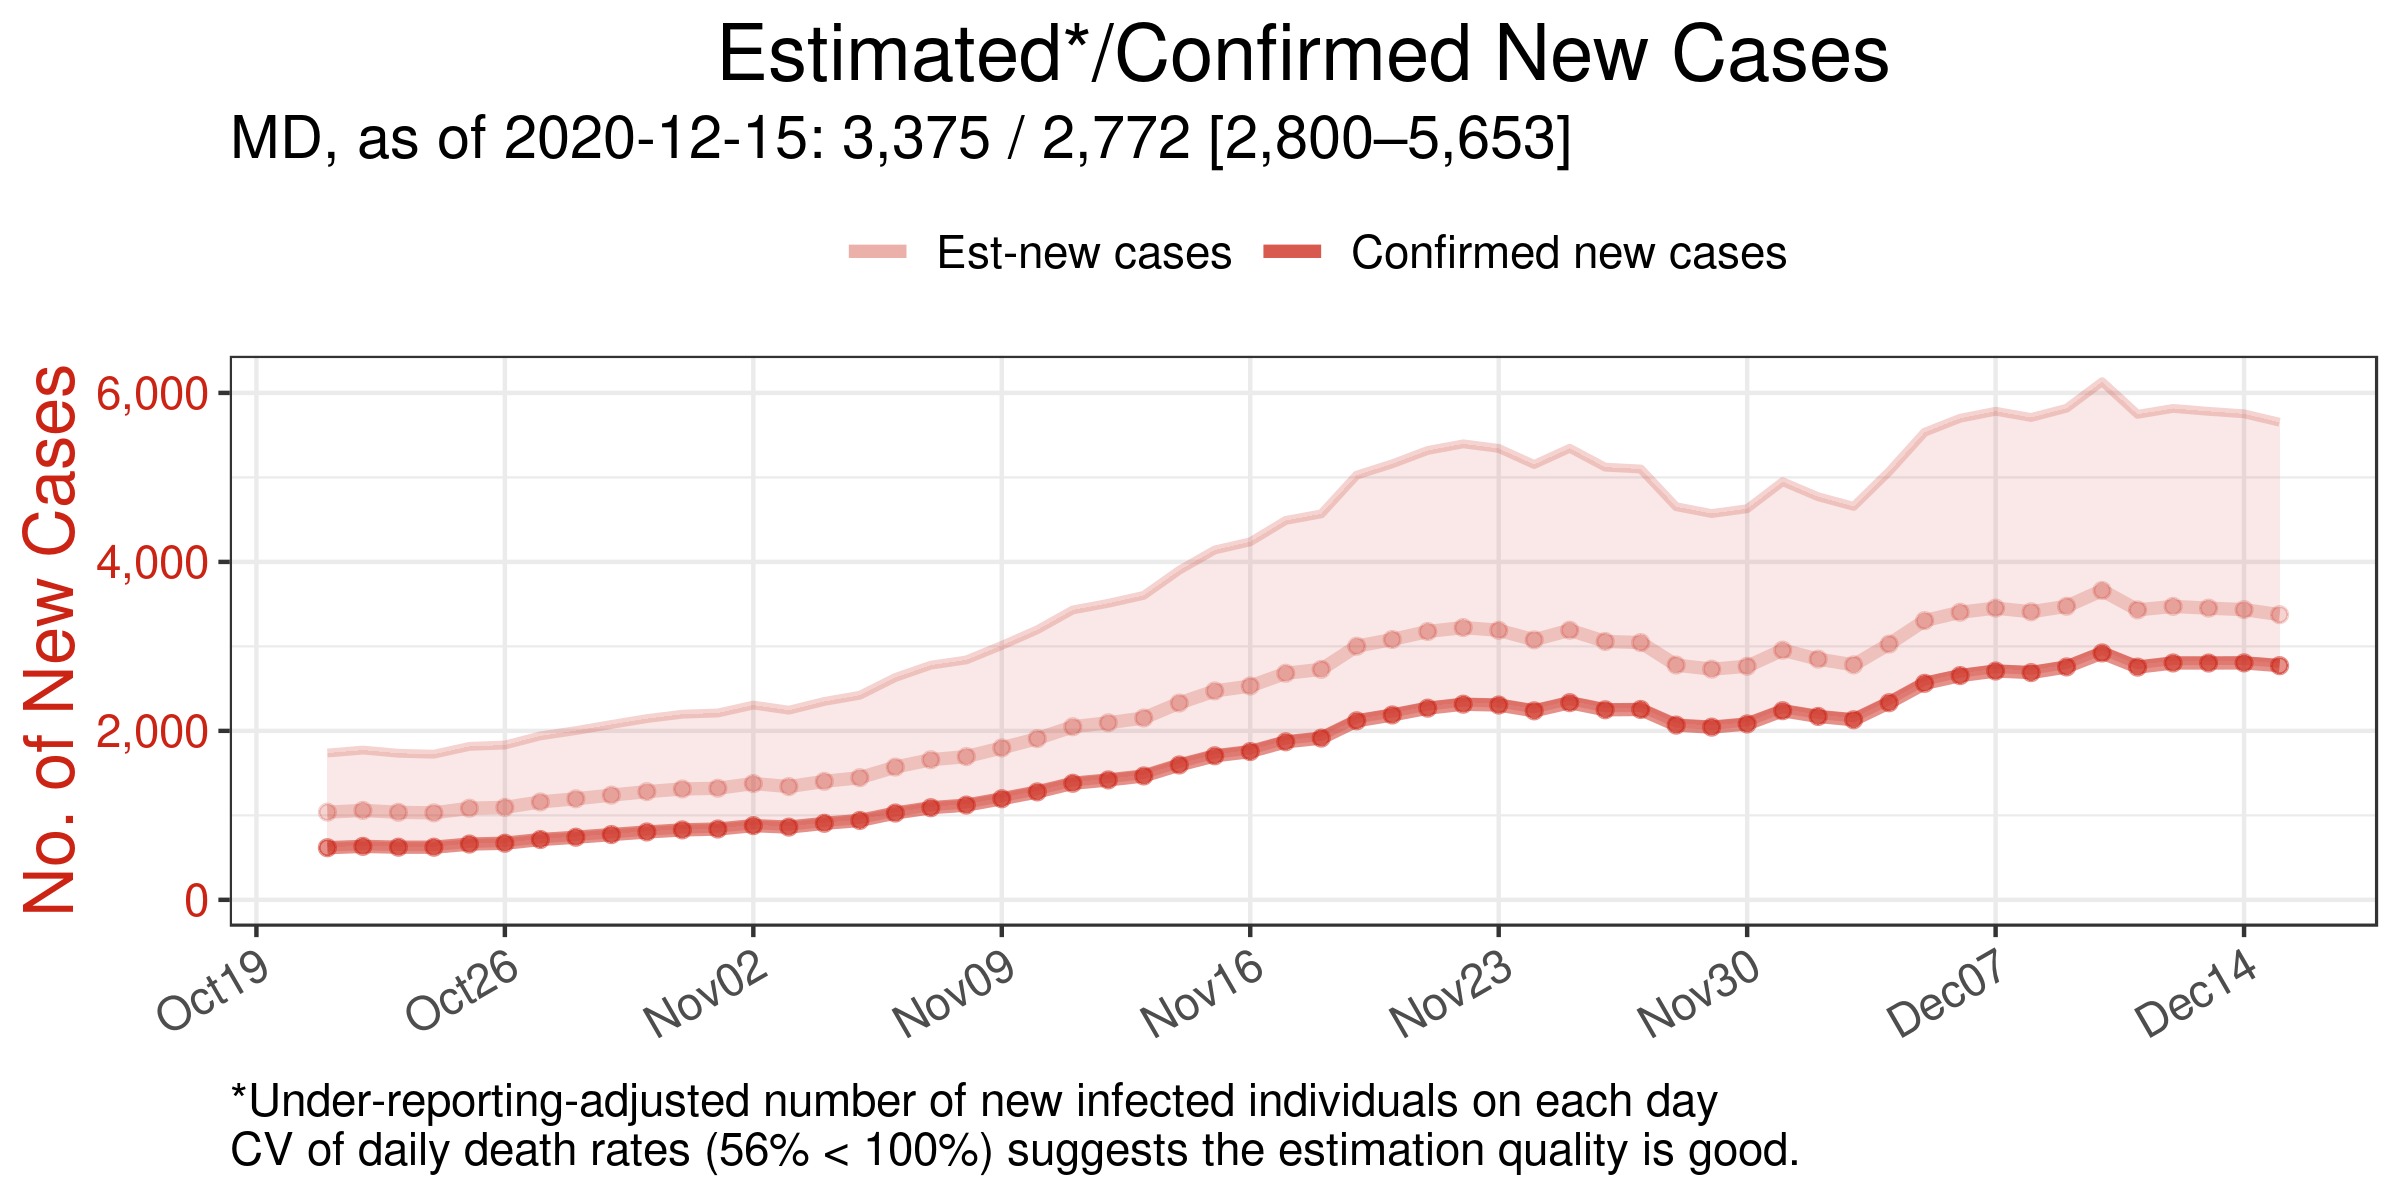 Estimated*/Confirmed New Cases
MD, as of 2020-12-15: 3,375 / 2,772 [2,800–5,653]
Est-new cases
Confirmed new cases
No. of New Cases
6,000
4,000
2,000
0
Oct19
Oct26
Nov02
Nov09
Nov16
Nov23
Nov30
Dec07
Dec14
*Under-reporting-adjusted number of new infected individuals on each day
CV of daily death rates (56% < 100%) suggests the estimation quality is good.